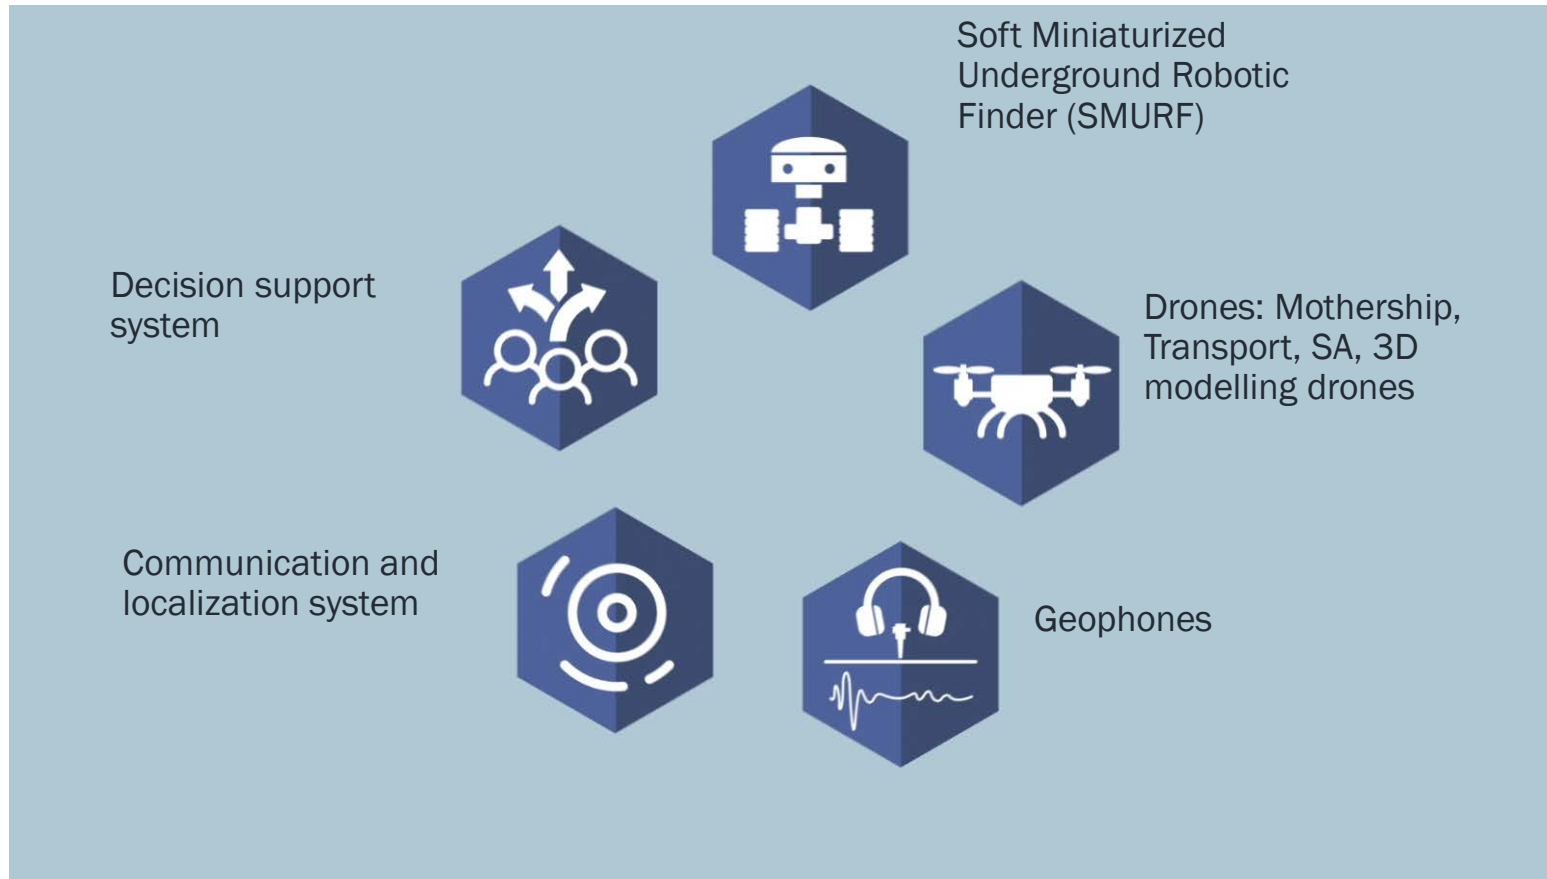 Soft Miniaturized
Underground Robotic
Finder (SMURF)
Decision support
system
Drones: Mothership,
Transport, SA, 3D
modelling drones
Communication and
localization system
Geophones